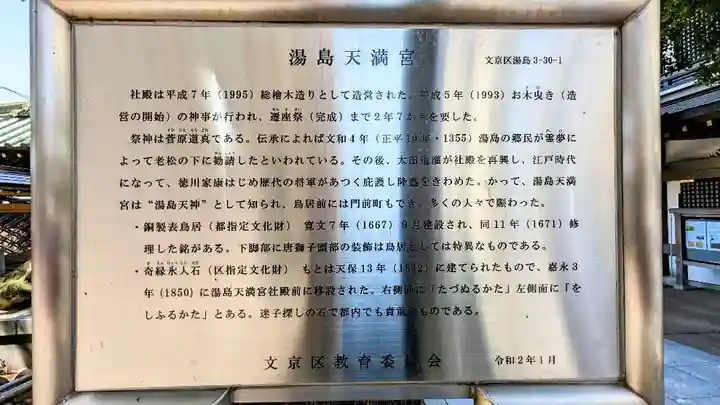 湯島天満宮
文京区湯島3-30-1
社殿は平成7年（1995）総檜木造りとして造営された。平成5年（1993）お木曳き（造
営の開始）の神事が行われ、遷座祭（完成）まで2年7か月を要した。
祭神は菅原道真である。伝承によれば文和4年（正平10年・1355）湯島の郷民が霊夢に
よって老松の下に勧請したといわれている。その後、太田道灌が社殿を再興し、江戸時代
になって、徳川家康はじめ歴代の将軍があつく庇護し隆盛をきわめた。かつて、湯島天満
宮は“湯島天神”として知られ、鳥居前には門前町もでき、多くの人々で賑わった。
・銅製表鳥居（都指定文化財） 寛文7年（1667）9月建設され、同11年（1671）修
理した銘がある。下脚部に唐獅子頭部の装飾は鳥居としては特異なものである。
・奇縁氷人石（区指定文化財） もとは天保13年（1842）に建てられたもので、嘉永3
年（1850）に湯島天満宮社殿前に移設された。右側面に「たづぬるかた」左側面に「を
しふるかた」とある。迷子探しの石で都内でも貴重なものである。
文京区教育委員会
令和2年1月